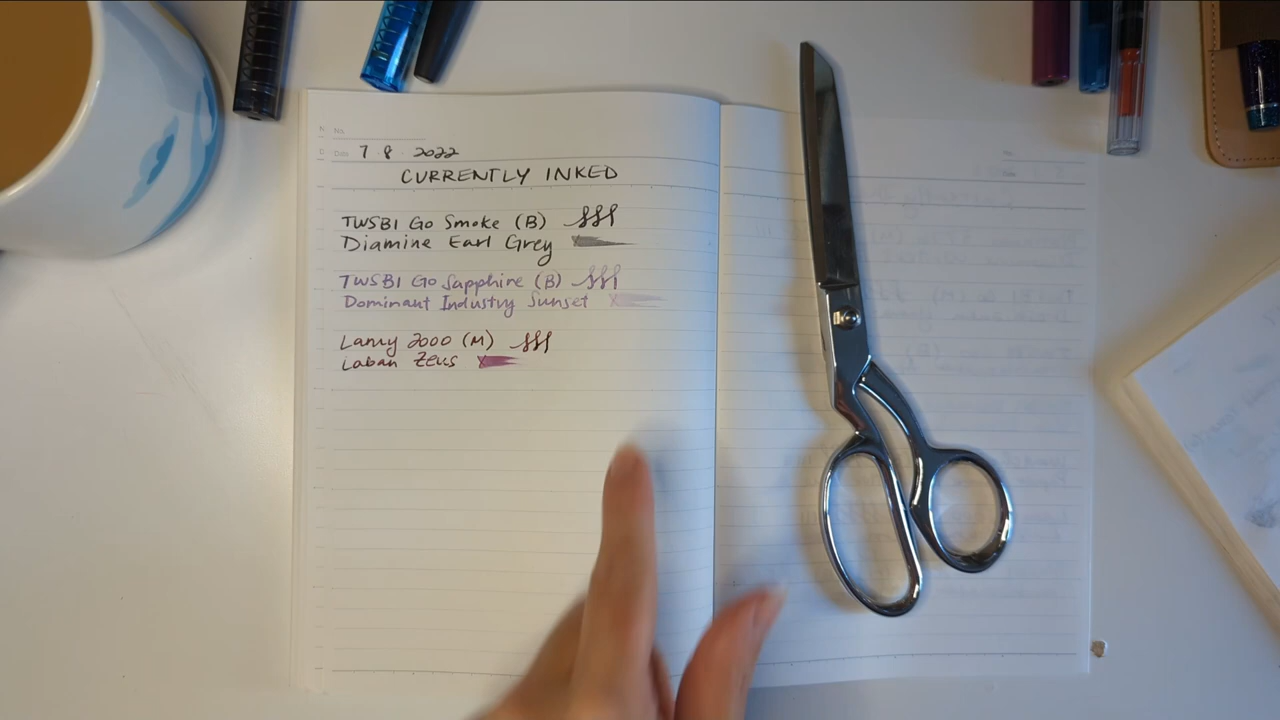 No.
Date 7 8 2022
CURRENTLY INKED
TWSBI Go Smoke (B)
Diamine Earl Grey
TWSBI Go Sapphire (B)
Dominant Industry Sunset
Lamy 2000 (M)
Laban Zeus